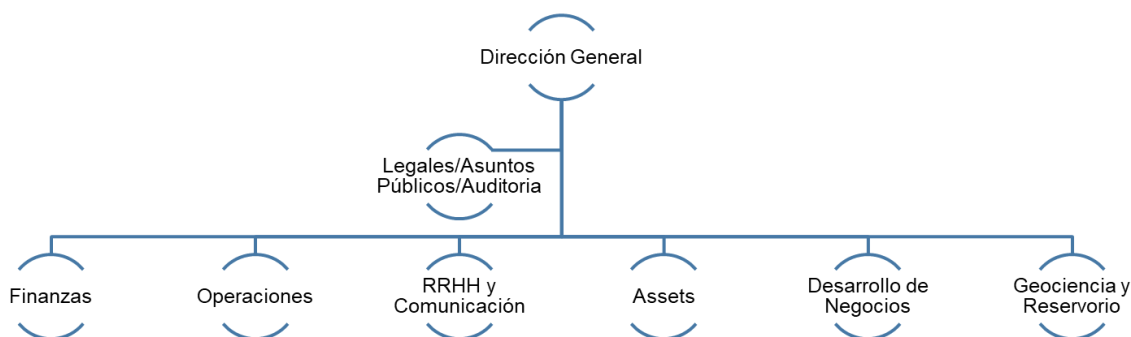 Dirección General
Legales/Asuntos
Públicos/Auditoria
Finanzas
Operaciones
RRHH y
Comunicación
Assets
Desarrollo de
Negocios
Geociencia y
Reservorio